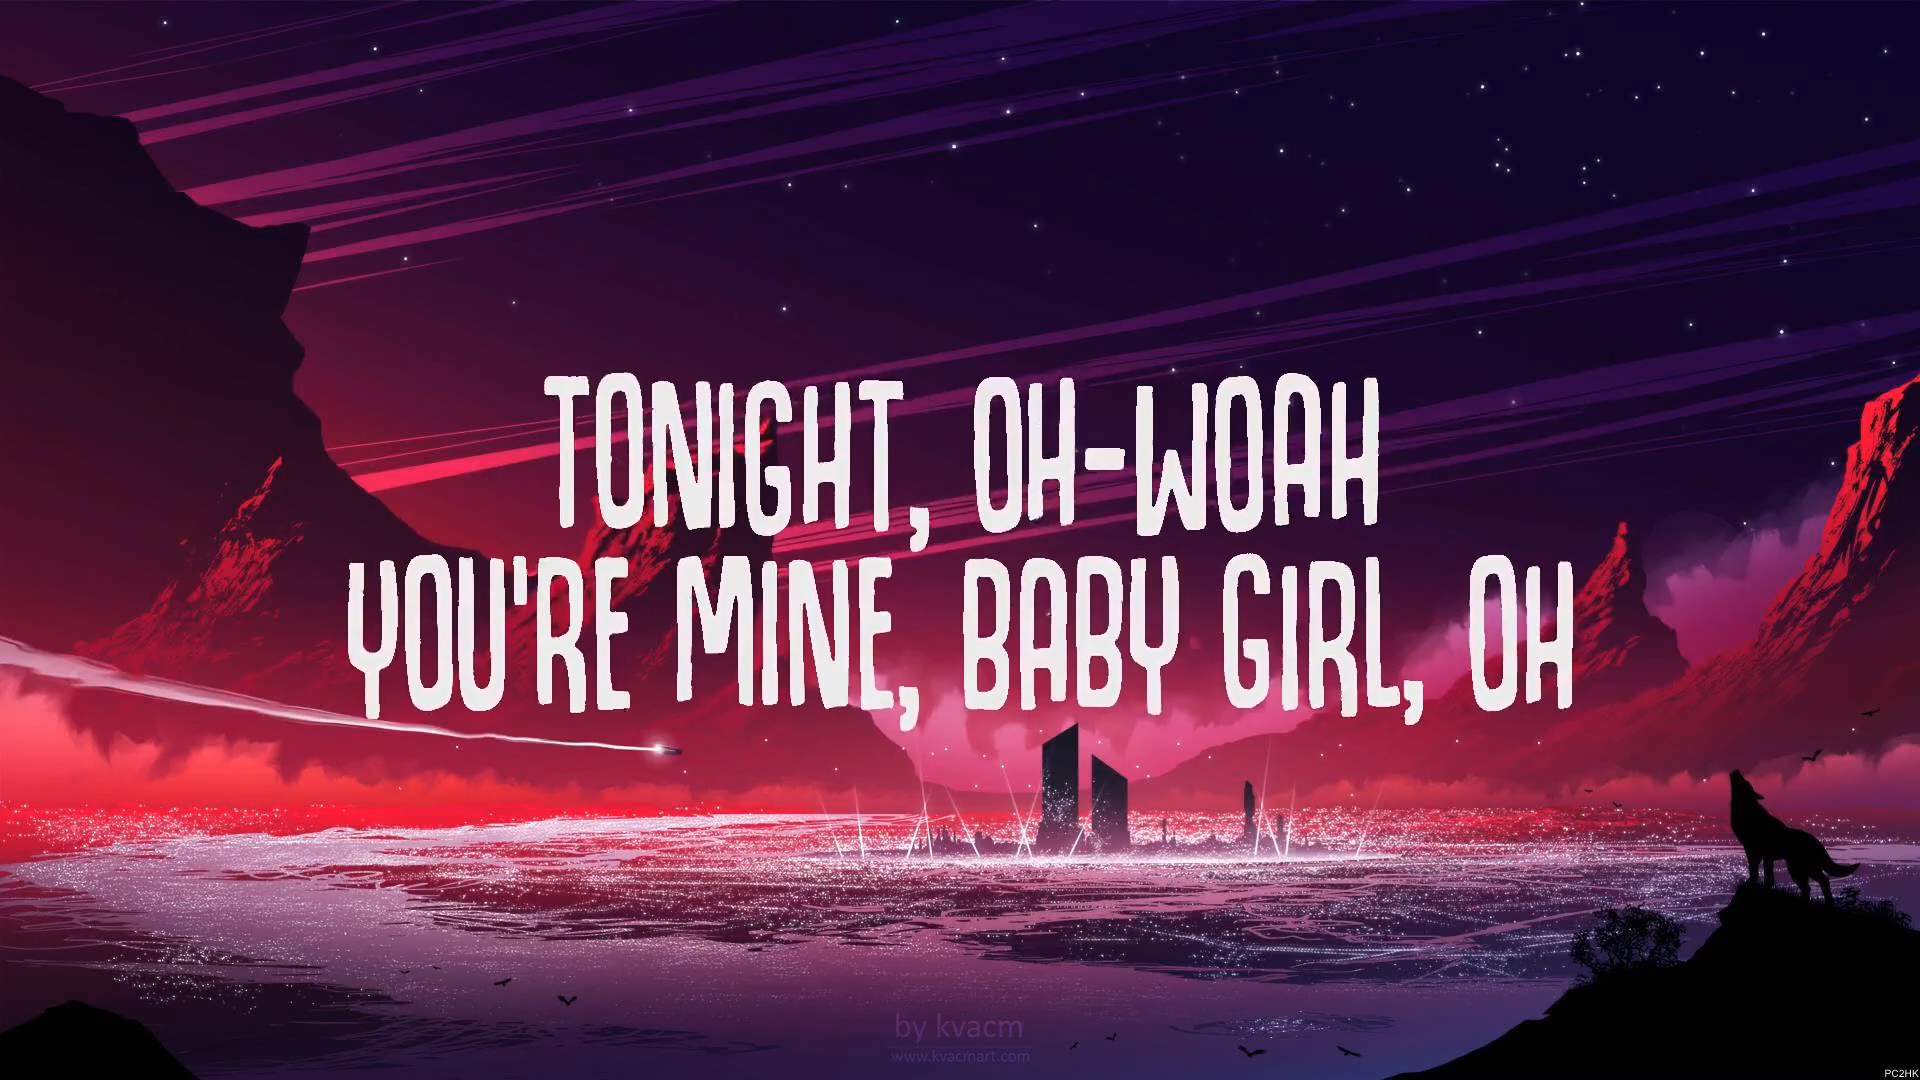 TONIGHT, OH-WOAH
YOU'RE MINE, BABY GIRL, OH
by kvacm
www.kvacmart.com
PC2HK